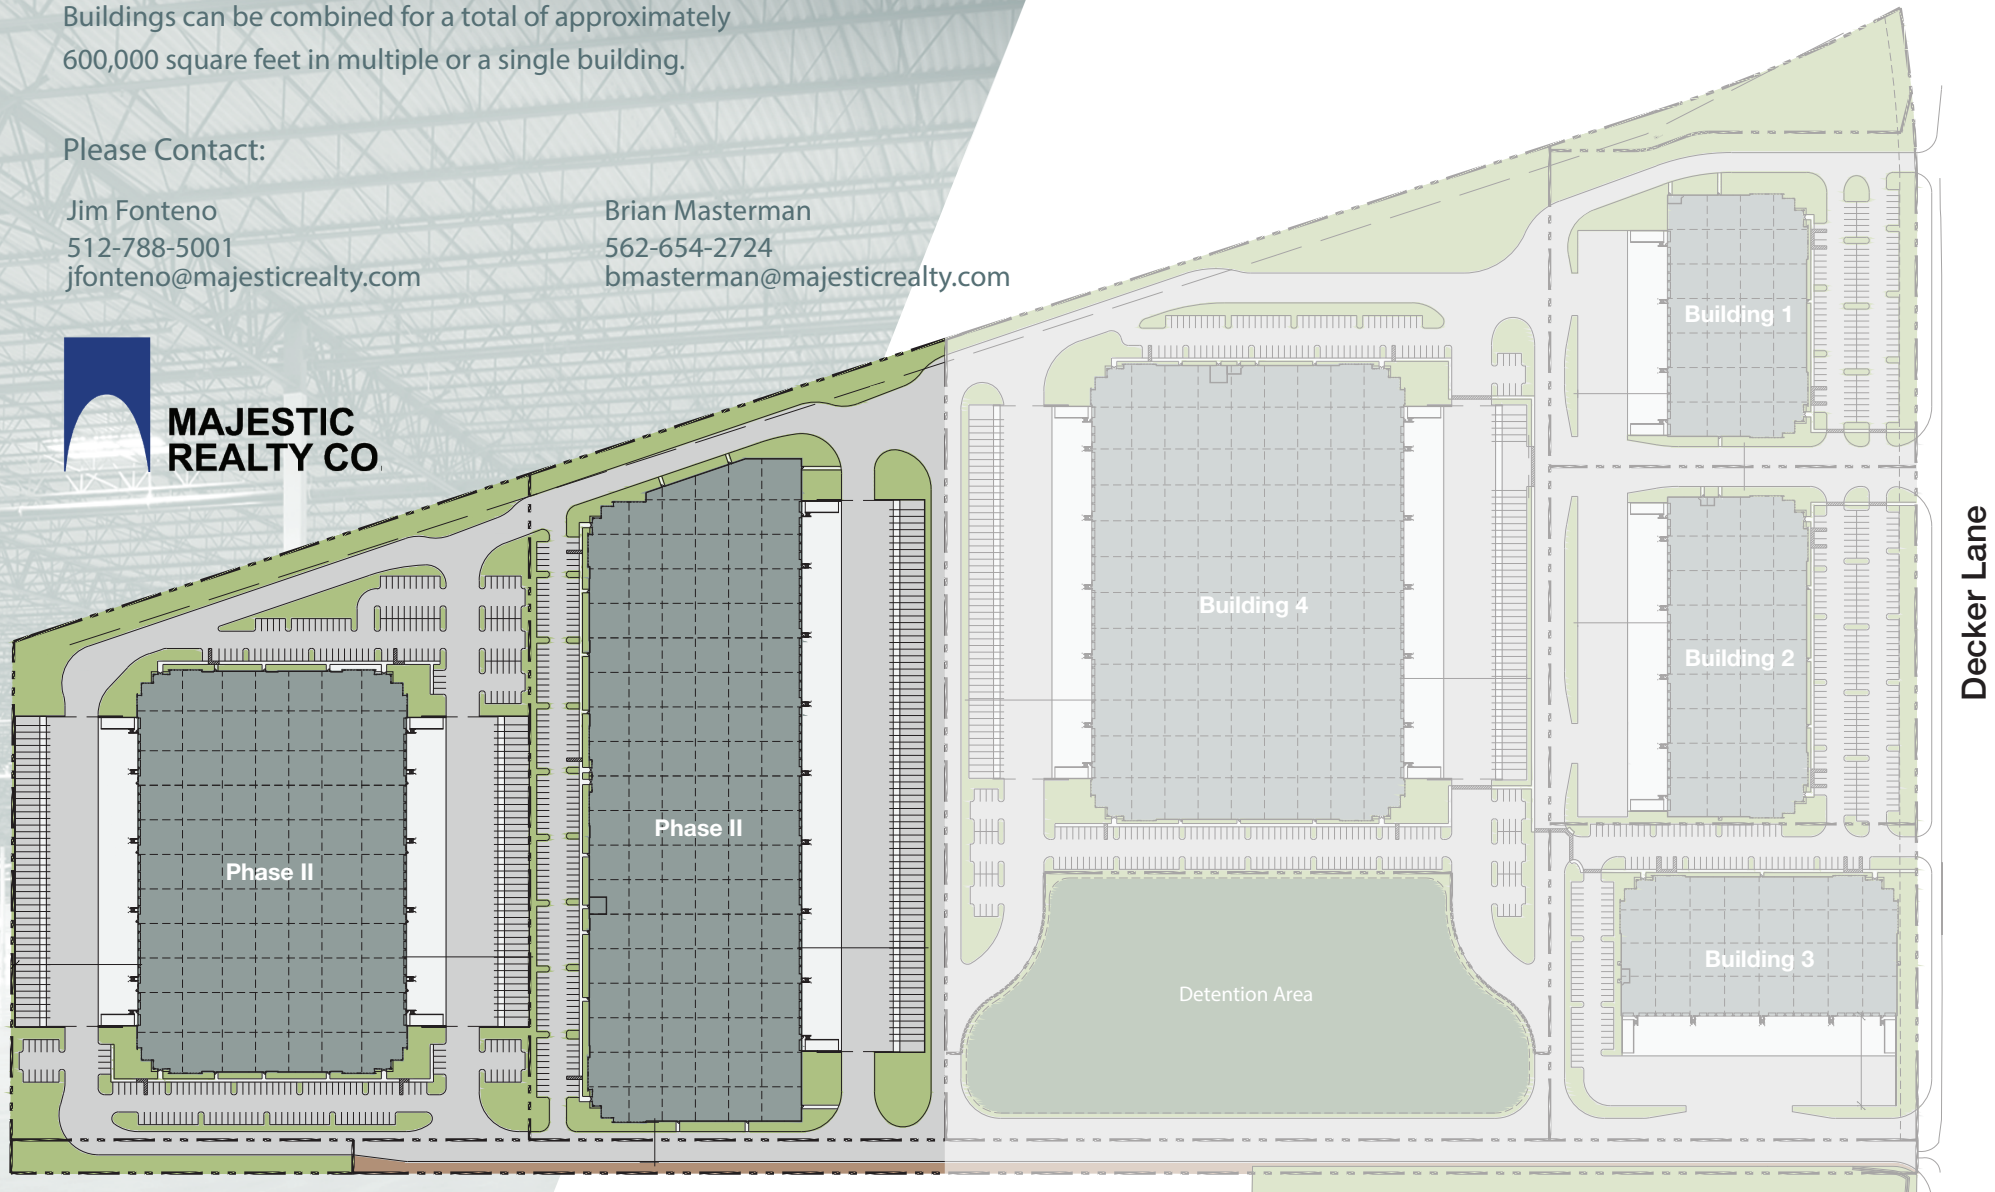 Buildings can be combined for a total of approximately
600,000 square feet in multiple or a single building.
Please Contact:
Jim Fonteno
512-788-5001
jfonteno@majesticrealty.com
Brian Masterman
562-654-2724
bmasterman@majesticrealty.com
MAJESTIC
REALTY CO.
Building 1
Building 4
Building 2
Decker Lane
Phase II
Phase II
Building 3
Detention Area